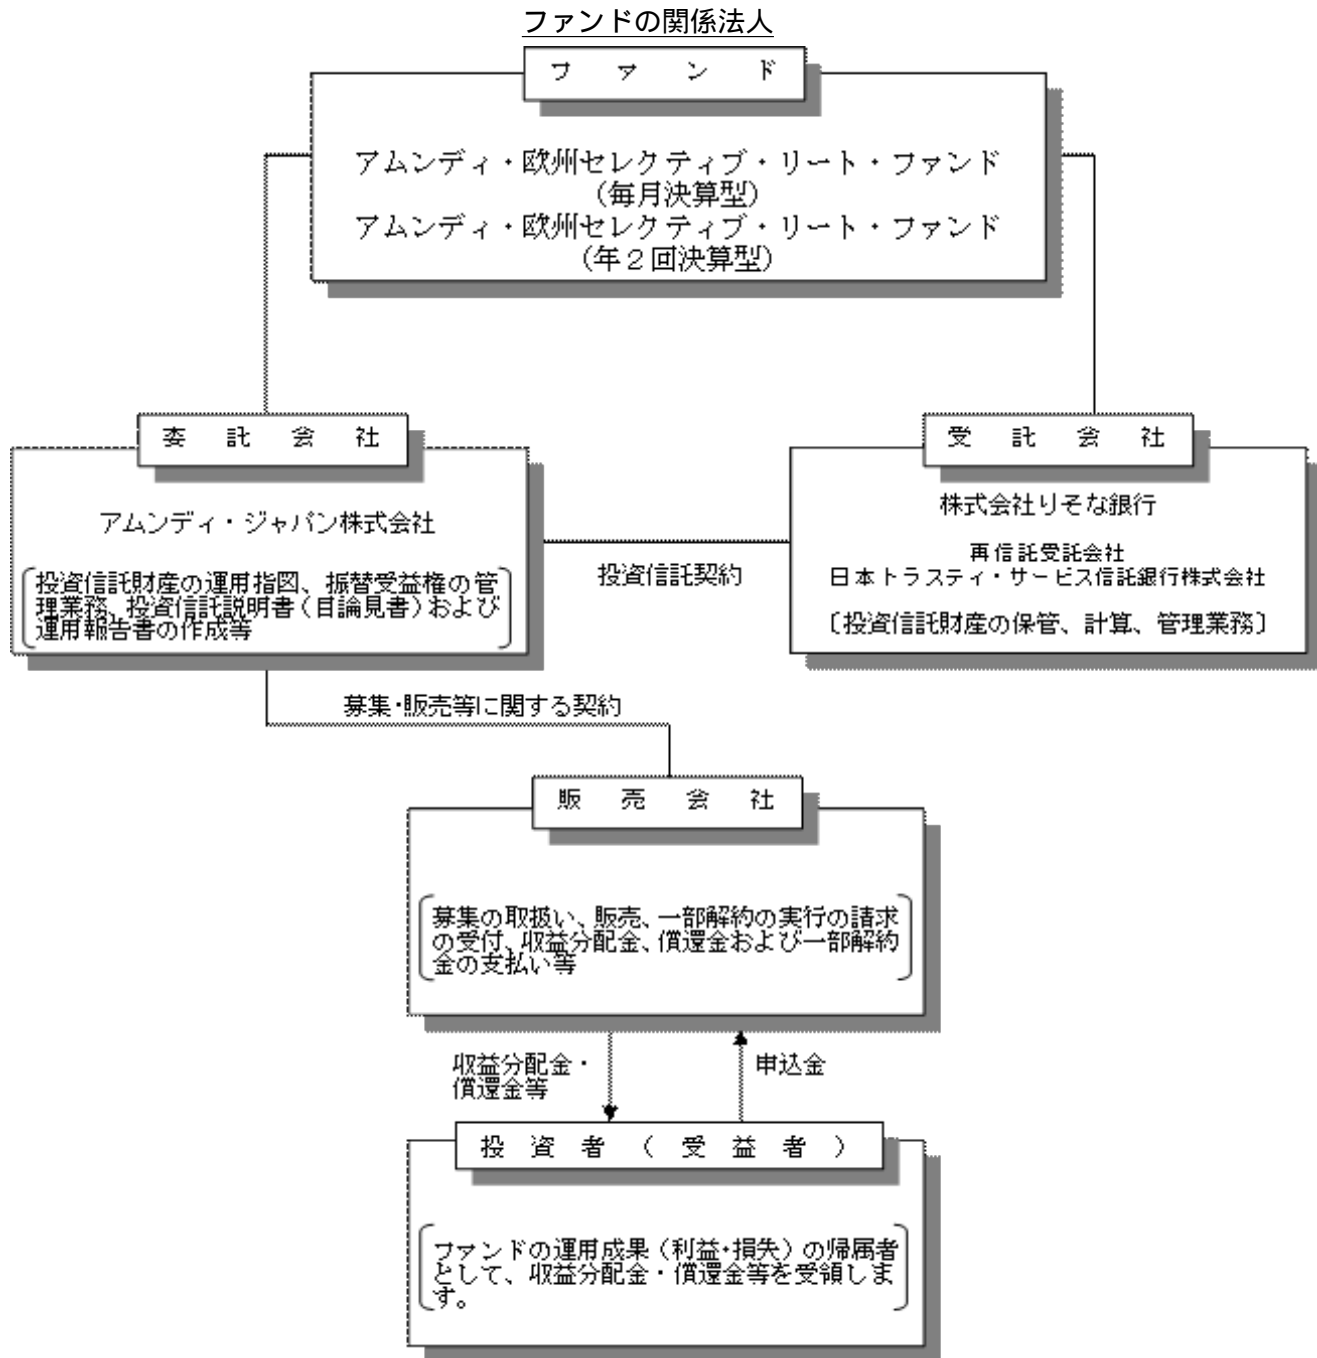 ファンドの関係法人
ファンド
アムンディ・欧州セレクティブ・リート・ファンド
（毎月決算型）
アムンディ・欧州セレクティブ・リート・ファンド
（年２回決算型）
委託会社
アムンディ・ジャパン株式会社
投資信託財産の運用指図、振替受益権の管
理業務、投資信託説明書（目論見書）および
運用報告書の作成等
投資信託契約
受託会社
株式会社りそな銀行
再信託受託会社
日本トラスティ・サービス信託銀行株式会社
〔投資信託財産の保管、計算、管理業務〕
募集・販売等に関する契約
販売会社
募集の取扱い、販売、一部解約の実行の請求
の受付、収益分配金、償還金および一部解約
金の支払い等
収益分配金・
償還金等
申込金
投資者（受益者）
ファンドの運用成果（利益・損失）の帰属者
として、収益分配金・償還金等を受領しま
す。